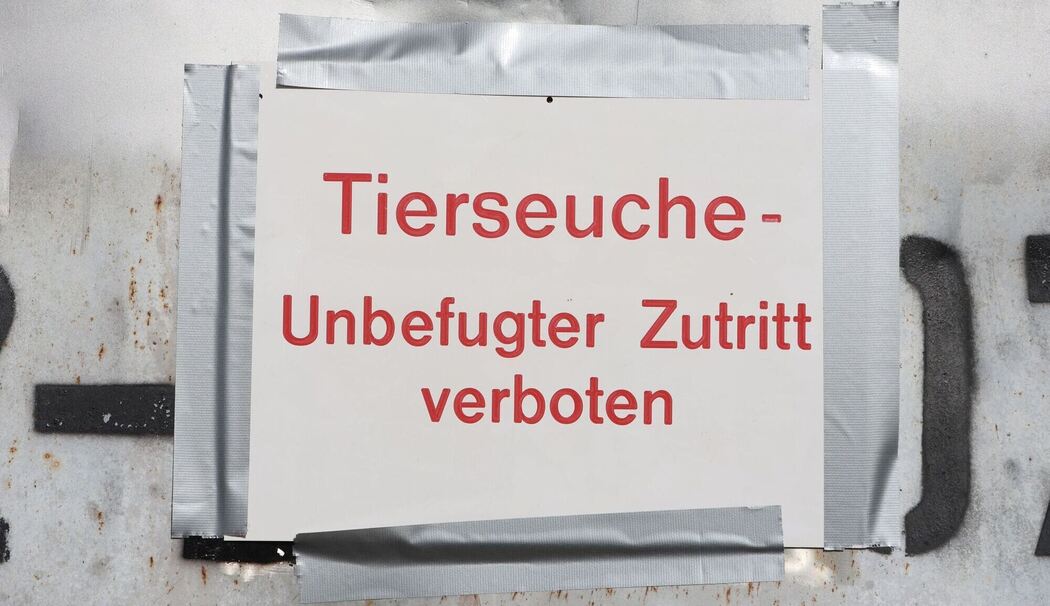 Tierseuche-
Unbefugter Zutritt
verboten